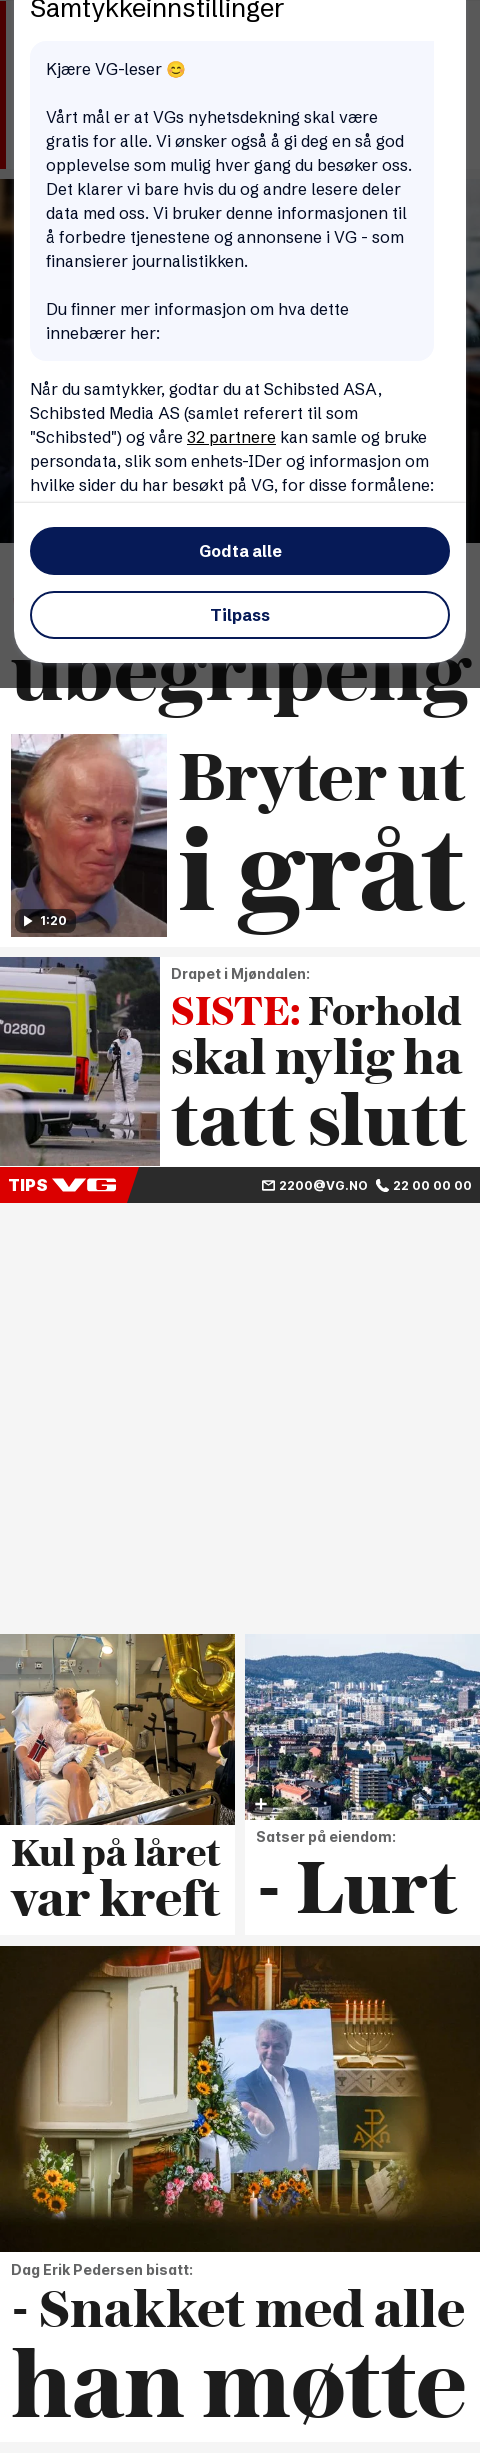 Samtykkeinnstillinger
Kjære VG-leser 😊
Vårt mål er at VGs nyhetsdekning skal være
gratis for alle. Vi ønsker også å gi deg en så god
opplevelse som mulig hver gang du besøker oss.
Det klarer vi bare hvis du og andre lesere deler
data med oss. Vi bruker denne informasjonen til
å forbedre tjenestene og annonsene i VG - som
finansierer journalistikken.
Du finner mer informasjon om hva dette
innebærer her:
Når du samtykker, godtar du at Schibsted ASA,
Schibsted Media AS (samlet referert til som
"Schibsted") og våre 32 partnere kan samle og bruke
persondata, slik som enhets-IDer og informasjon om
hvilke sider du har besøkt på VG, for disse formålene:
Godta alle
Tilpass
ubegripelig
Bryter ut
i gråt
1:20
02800
Drapet i Mjøndalen:
SISTE: Forhold
skal nylig ha
tatt slutt
TIPS VG 2200@VG.NO 22 00 00 00
Kul på låret
var kreft
Satser på eiendom:
- Lurt
Dag Erik Pedersen bisatt:
- Snakket med alle
han møtte